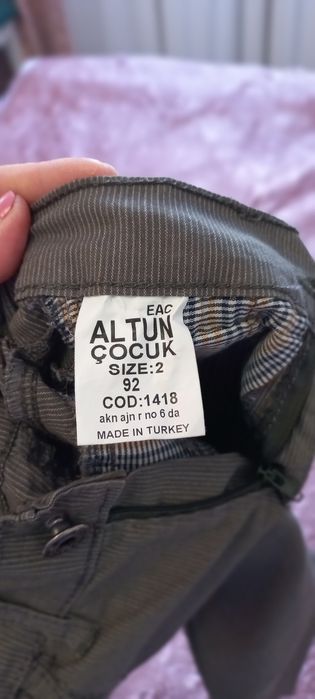 EAC
ALTUN
ÇOCUK
SIZE:2
92
COD:1418
akn ajn r no 6 da
MADE IN TURKEY